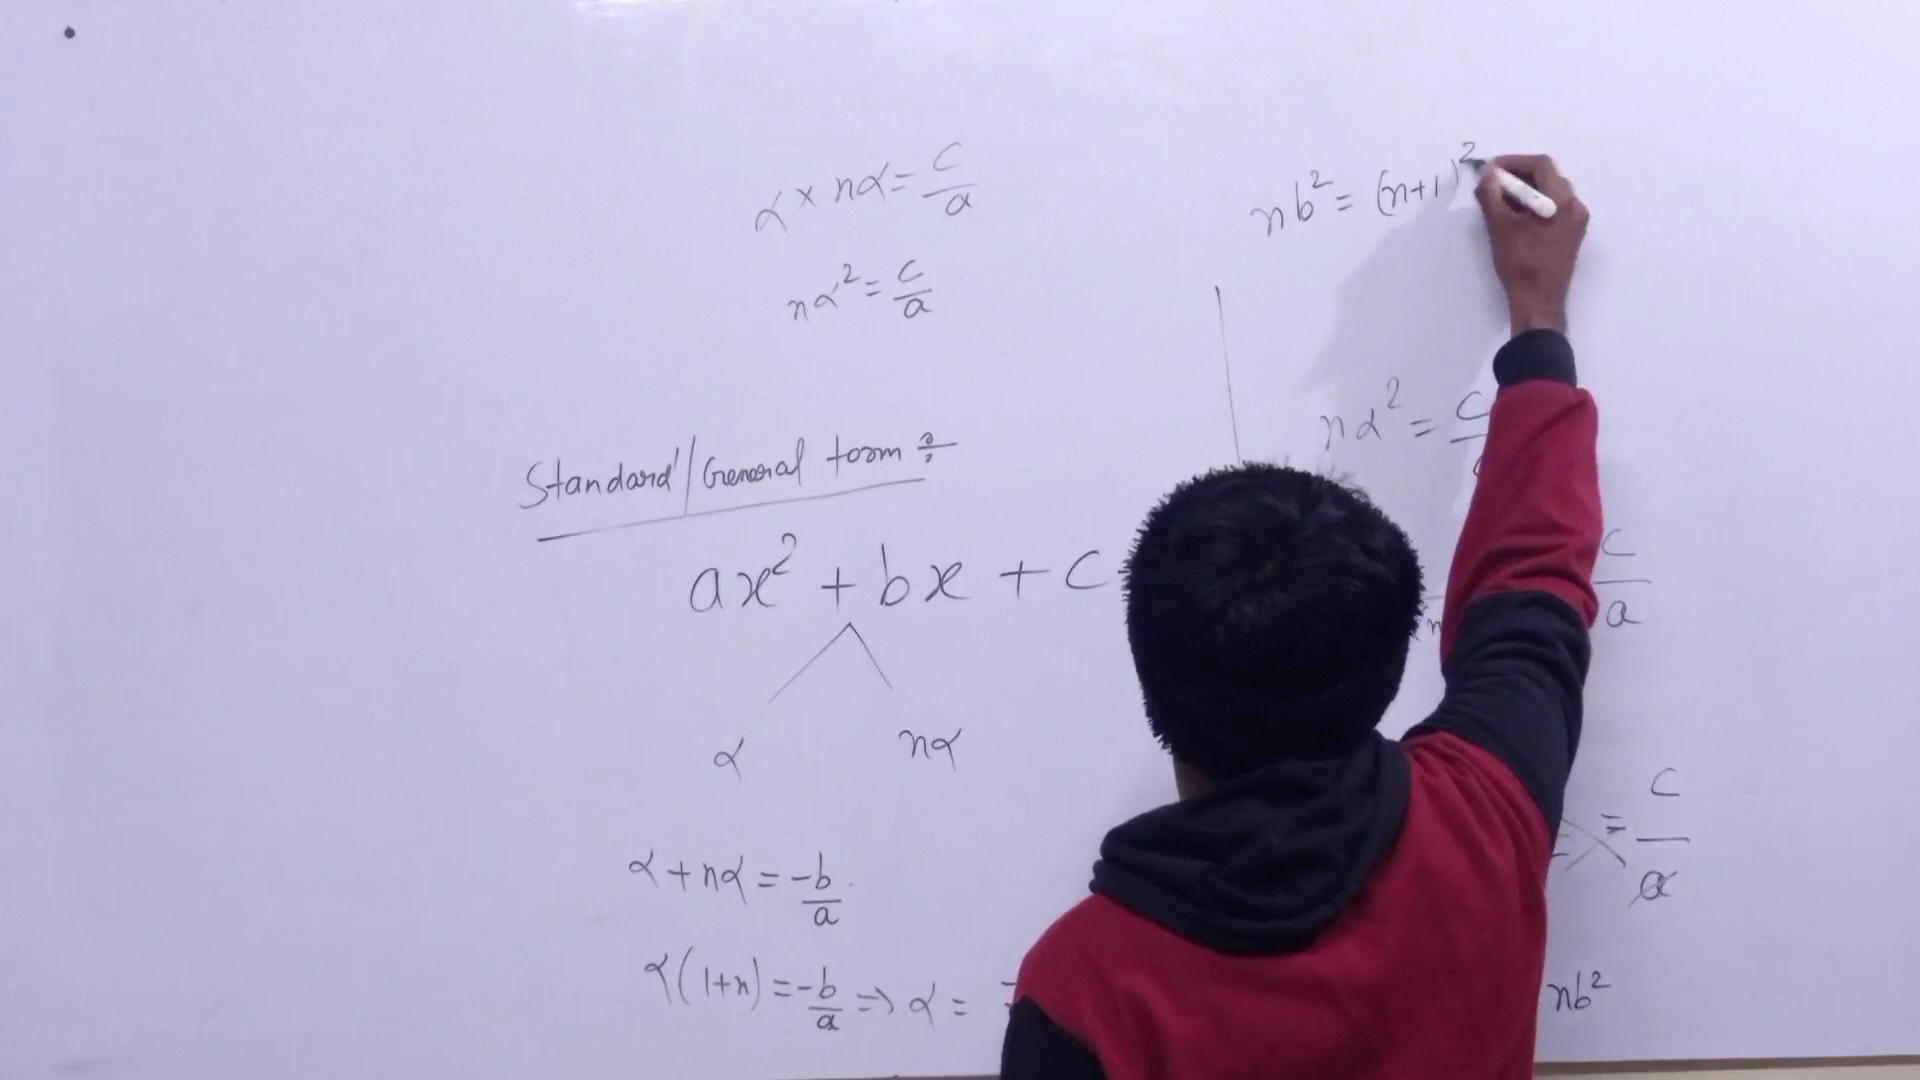 α × nα = c/a
nα² = c/a
Standard/General form :-
ax² + bx + c
α nα
α + nα = -b/a
α(1+n) = -b/a => α =
nb² = (n+1)²
nα² = c
c/a
= c/a
nb²